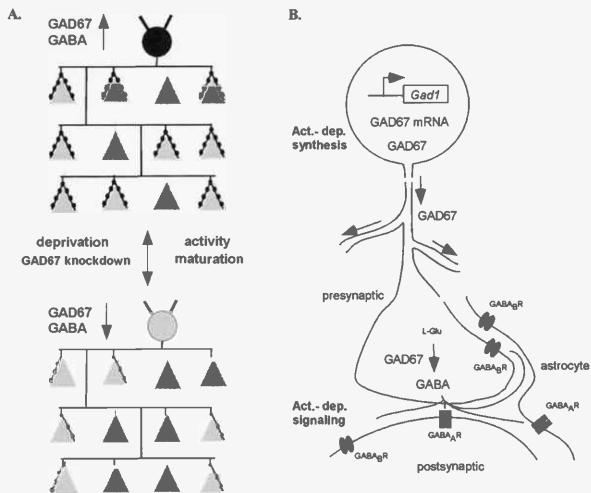 A.
GAD67
GABA
deprivation
GAD67 knockdown
activity
maturation
GAD67
GABA
B.
Gad1
GAD67 mRNA
GAD67
Act.- dep.
synthesis
GAD67
presynaptic
GABABR
L-Glu
GABABR
astrocyte
GAD67
GABA
GABAAR
Act.- dep.
signaling
GABAAR
GABABR
postsynaptic